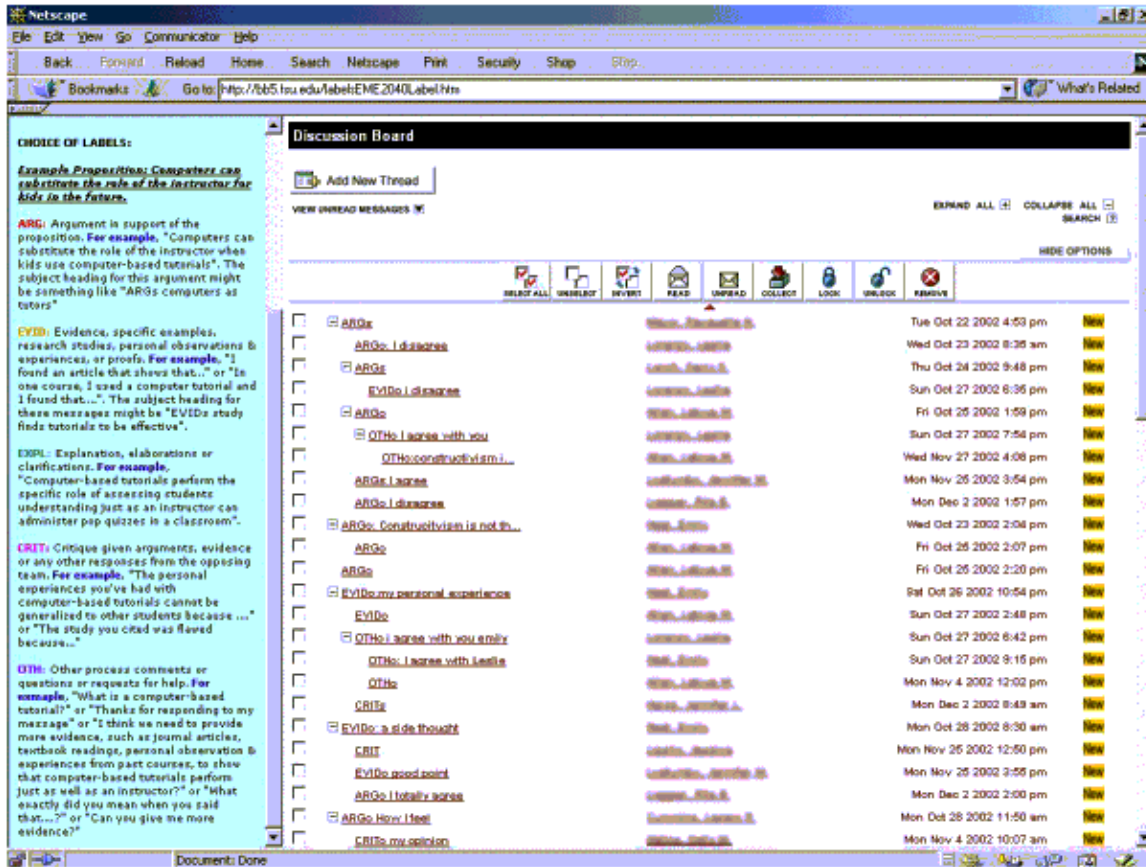 Netscape
File Edit View Go Communicator Help
Back Forward Reload Home Search Netscape Print Security Shop Stop
Bookmarks Go to: http://bb5.fsu.edu/labelsEME2040Label.htm What's Related
CHOICE OF LABELS:
Example Proposition: Computers can
substitute the role of the instructor for
kids in the future.
ARG: Argument in support of the
proposition. For example, "Computers can
substitute the role of the instructor when
kids use computer-based tutorials". The
subject heading for this argument might
be something like "ARGs computers as
tutors"
EVID: Evidence, specific examples,
research studies, personal observations &
experiences, or proofs. For example, "I
found an article that shows that..." or "In
one course, I used a computer tutorial and
I found that...". The subject heading for
these messages might be "EVIDs study
finds tutorials to be effective".
EXPL: Explanation, elaborations or
clarifications. For example,
"Computer-based tutorials perform the
specific role of assessing students
understanding just as an instructor can
administer pop quizzes in a classroom".
CRIT: Critique given arguments, evidence
or any other responses from the opposing
team. For example, "The personal
experiences you've had with
computer-based tutorials cannot be
generalized to other students because ..."
or "The study you cited was flawed
because..."
OTH: Other process comments or
questions or requests for help. For
exmaple, "What is a computer-based
tutorial?" or "Thanks for responding to my
message" or "I think we need to provide
more evidence, such as journal articles,
textbook readings, personal observation &
experiences from past courses, to show
that computer-based tutorials perform
just as well as an instructor?" or "What
exactly did you mean when you said
that...?" or "Can you give me more
evidence?"
Discussion Board
Add New Thread
VIEW UNREAD MESSAGES
EXPAND ALL COLLAPSE ALL
SEARCH
HIDE OPTIONS
SELECT ALL UNSELECT INVERT READ UNREAD COLLECT LOCK UNLOCK REMOVE
ARGs Tue Oct 22 2002 4:53 pm New
ARGo: I disagree Wed Oct 23 2002 8:36 am New
ARGs Thu Oct 24 2002 9:48 pm New
EVIDo I disagree Sun Oct 27 2002 6:35 pm New
ARGo Fri Oct 25 2002 1:59 pm New
OTHo I agree with you Sun Oct 27 2002 7:54 pm New
OTHo:constructivism i... Wed Nov 27 2002 4:08 pm New
ARGs I agree Mon Nov 25 2002 3:54 pm New
ARGo I disagree Mon Dec 2 2002 1:57 pm New
ARGo: Construcitvism is not th... Wed Oct 23 2002 2:04 pm New
ARGo Fri Oct 25 2002 2:07 pm New
ARGo Fri Oct 25 2002 2:20 pm New
EVIDo my personal experience Sat Oct 26 2002 10:54 pm New
EVIDo Sun Oct 27 2002 2:48 pm New
OTHo i agree with you emily Sun Oct 27 2002 6:42 pm New
OTHo: I agree with Leslie Sun Oct 27 2002 9:15 pm New
OTHo Mon Nov 4 2002 12:02 pm New
CRITs Mon Dec 2 2002 8:43 am New
EVIDo: a side thought Mon Oct 28 2002 8:30 am New
CRIT Mon Nov 25 2002 12:50 pm New
EVIDo good point Mon Nov 25 2002 3:55 pm New
ARGo I totally agree Mon Dec 2 2002 2:00 pm New
ARGo How I feel Mon Oct 28 2002 11:50 am New
CRITo my opinion Mon Nov 4 2002 10:07 am New
Document: Done